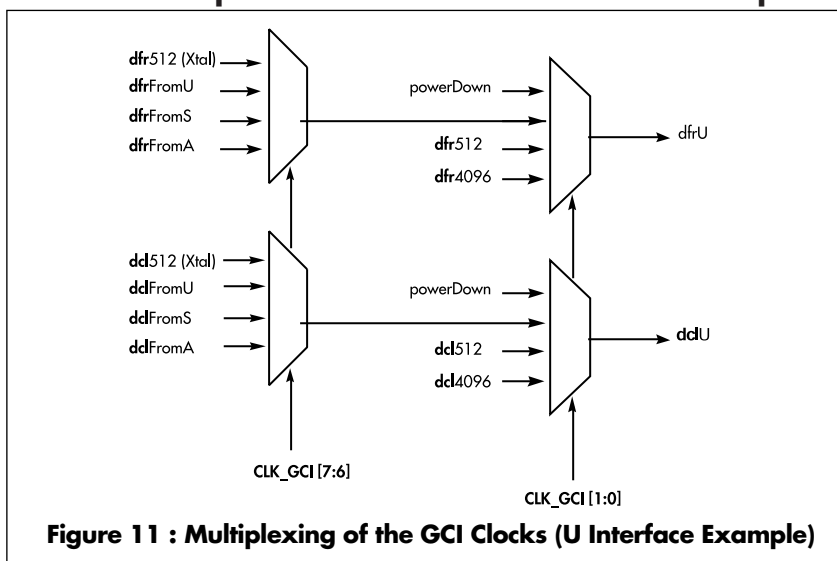 dfr512 (Xtal)
dfrFromU
dfrFromS
dfrFromA
powerDown
dfr512
dfr4096
dfrU
dcl512 (Xtal)
dclFromU
dclFromS
dclFromA
powerDown
dcl512
dcl4096
dclU
CLK_GCI [7:6]
CLK_GCI [1:0]
Figure 11 : Multiplexing of the GCI Clocks (U Interface Example)